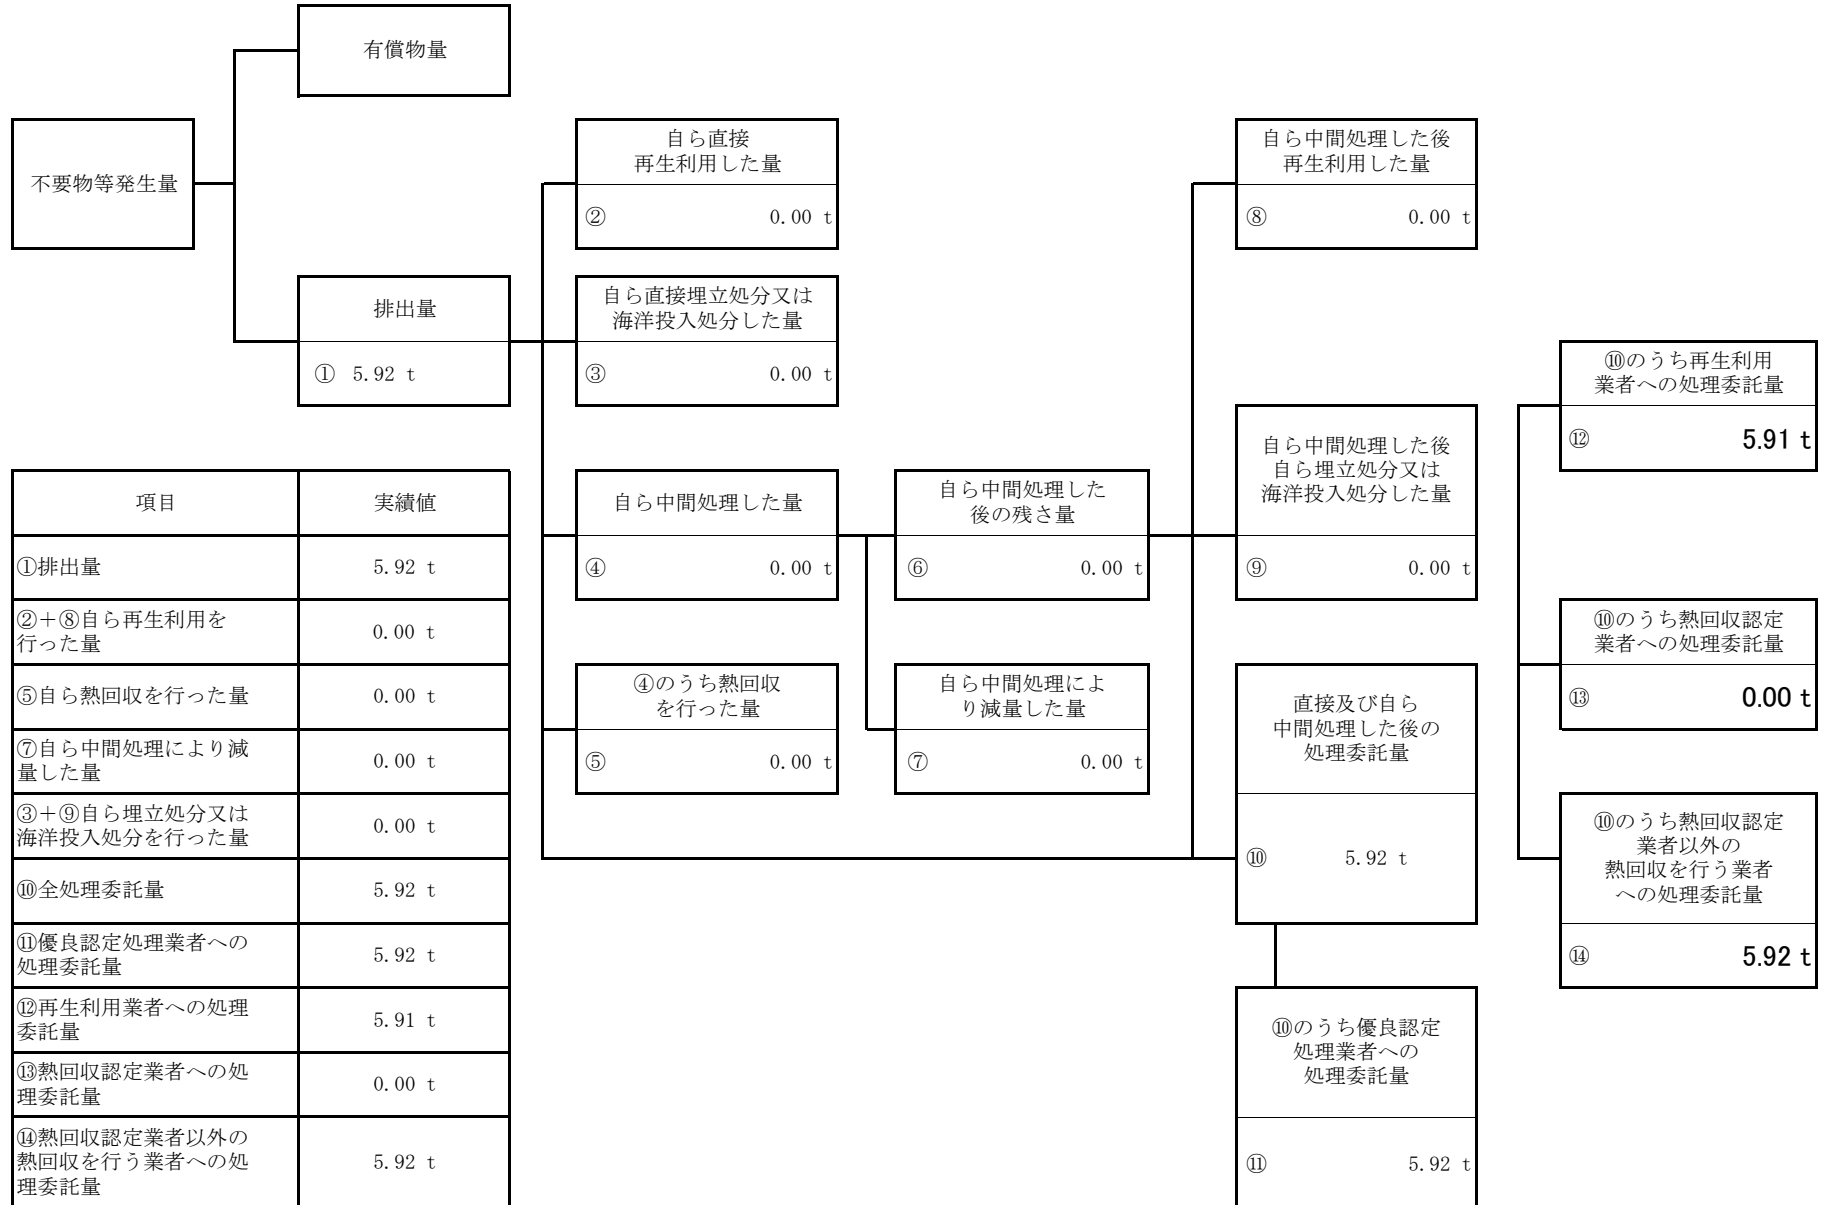 有償物量
不要物等発生量
排出量
① 5.92 t
自ら直接
再生利用した量
② 0.00 t
自ら直接埋立処分又は
海洋投入処分した量
③ 0.00 t
自ら中間処理した量
④ 0.00 t
④のうち熱回収
を行った量
⑤ 0.00 t
自ら中間処理した
後の残さ量
⑥ 0.00 t
自ら中間処理によ
り減量した量
⑦ 0.00 t
自ら中間処理した後
再生利用した量
⑧ 0.00 t
自ら中間処理した後
自ら埋立処分又は
海洋投入処分した量
⑨ 0.00 t
直接及び自ら
中間処理した後の
処理委託量
⑩ 5.92 t
⑩のうち優良認定
処理業者への
処理委託量
⑪ 5.92 t
⑩のうち再生利用
業者への処理委託量
⑫ 5.91 t
⑩のうち熱回収認定
業者への処理委託量
⑬ 0.00 t
⑩のうち熱回収認定
業者以外の
熱回収を行う業者
への処理委託量
⑭ 5.92 t
項目 実績値
①排出量 5.92 t
②+⑧自ら再生利用を
行った量 0.00 t
⑤自ら熱回収を行った量 0.00 t
⑦自ら中間処理により減
量した量 0.00 t
③+⑨自ら埋立処分又は
海洋投入処分を行った量 0.00 t
⑩全処理委託量 5.92 t
⑪優良認定処理業者への
処理委託量 5.92 t
⑫再生利用業者への処理
委託量 5.91 t
⑬熱回収認定業者への処
理委託量 0.00 t
⑭熱回収認定業者以外の
熱回収を行う業者への処
理委託量 5.92 t